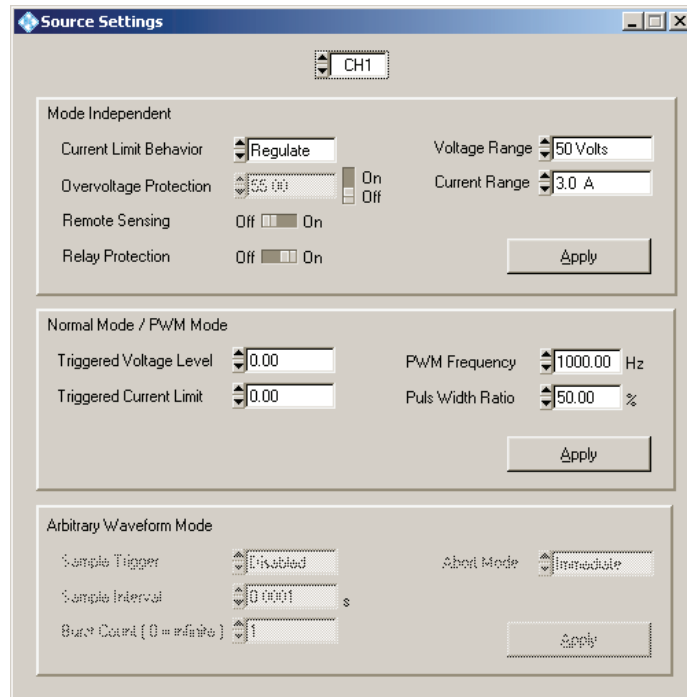 Source Settings
CH1
Mode Independent
Current Limit Behavior Regulate Voltage Range 50 Volts
Overvoltage Protection 55.00 On Off Current Range 3.0 A
Remote Sensing Off On
Relay Protection Off On Apply
Normal Mode / PWM Mode
Triggered Voltage Level 0.00 PWM Frequency 1000.00 Hz
Triggered Current Limit 0.00 Puls Width Ratio 50.00 %
Apply
Arbitrary Waveform Mode
Sample Trigger Disabled Abort Mode Immediate
Sample Interval 0.0001 s
Burst Count ( 0 = infinite ) 1 Apply